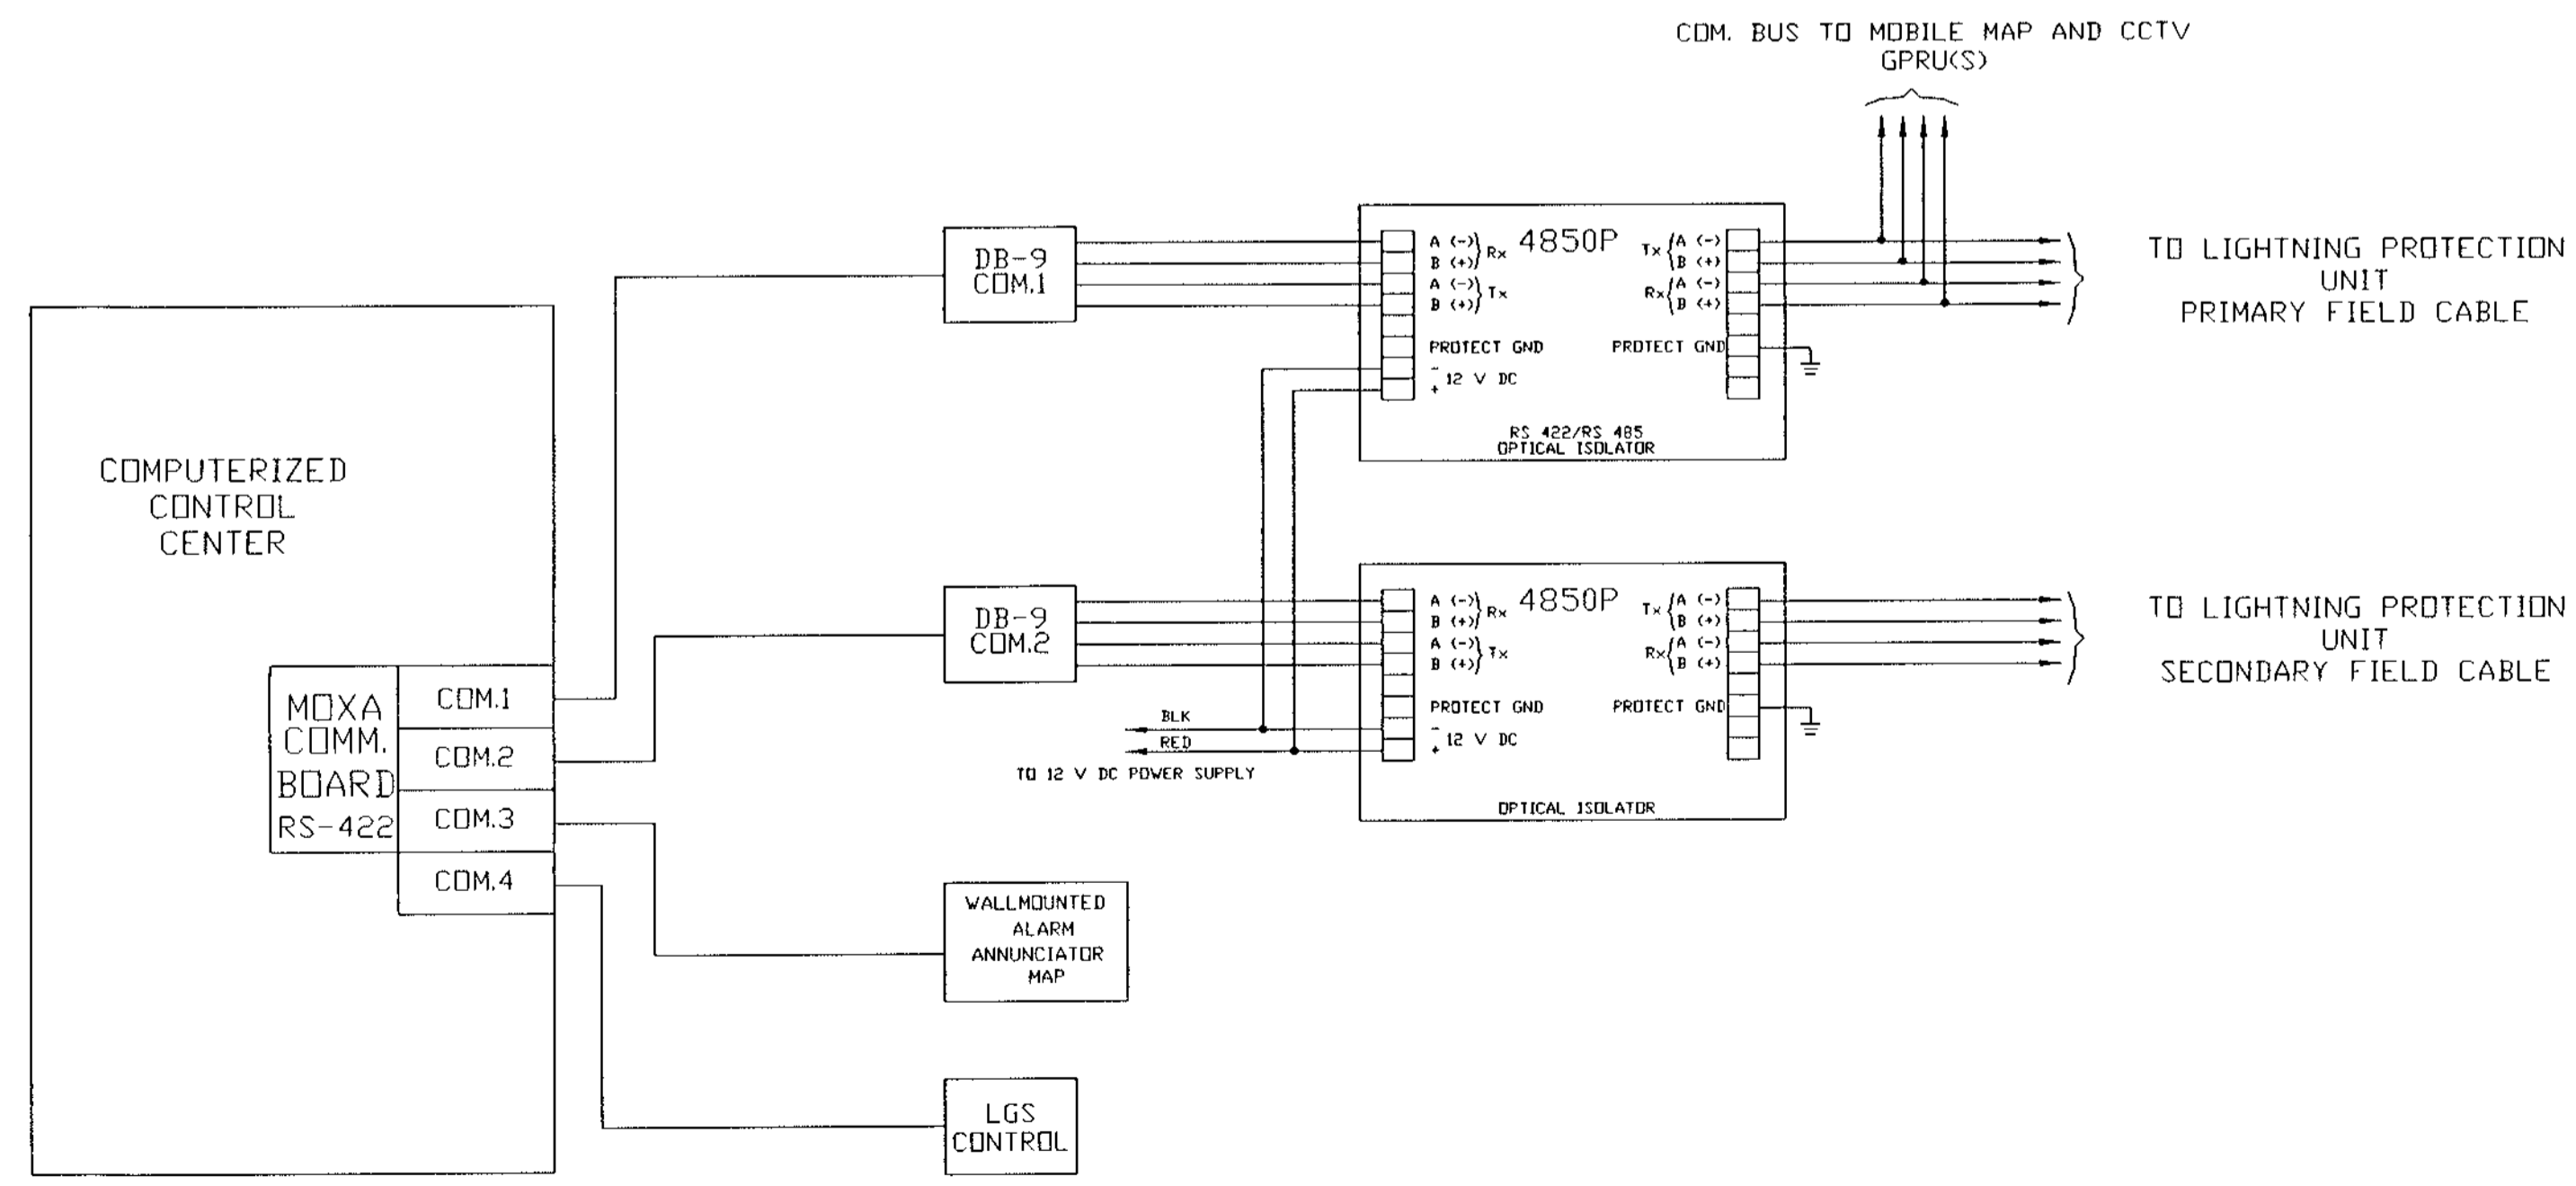 COM. BUS TO MOBILE MAP AND CCTV
GPRU(S)
DB-9
COM.1
A (-)
B (+)
Rx
A (-)
B (+)
Tx
4850P
Tx
A (-)
B (+)
Rx
A (-)
B (+)
PROTECT GND
PROTECT GND
-
12 V DC
+
RS 422/RS 485
OPTICAL ISOLATOR
TO LIGHTNING PROTECTION
UNIT
PRIMARY FIELD CABLE
COMPUTERIZED
CONTROL
CENTER
DB-9
COM.2
A (-)
B (+)
Rx
A (-)
B (+)
Tx
4850P
Tx
A (-)
B (+)
Rx
A (-)
B (+)
PROTECT GND
PROTECT GND
-
12 V DC
+
OPTICAL ISOLATOR
TO LIGHTNING PROTECTION
UNIT
SECONDARY FIELD CABLE
BLK
RED
TO 12 V DC POWER SUPPLY
MOXA
COMM.
BOARD
RS-422
COM.1
COM.2
COM.3
COM.4
WALLMOUNTED
ALARM
ANNUNCIATOR
MAP
LGS
CONTROL